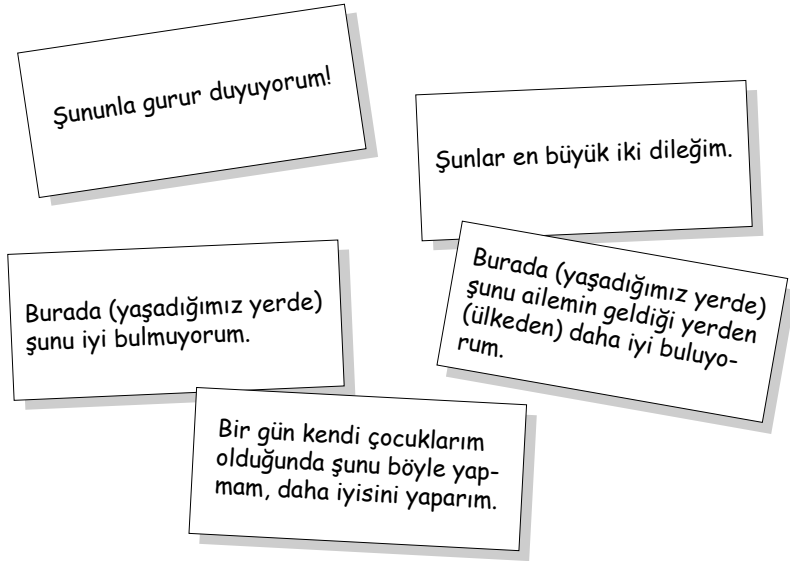 Şununla gurur duyuyorum!
Şunlar en büyük iki dileğim.
Burada (yaşadığımız yerde)
şunu iyi bulmuyorum.
Burada (yaşadığımız yerde)
şunu ailemin geldiği yerden
(ülkeden) daha iyi buluyo-
rum.
Bir gün kendi çocuklarım
olduğunda şunu böyle yap-
mam, daha iyisini yaparım.